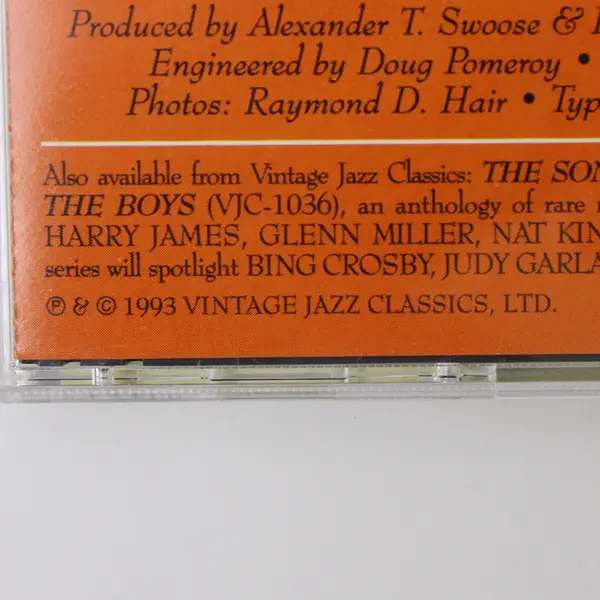 Produced by Alexander T. Swoose &
Engineered by Doug Pomeroy •
Photos: Raymond D. Hair • Typ
Also available from Vintage Jazz Classics: THE SON
THE BOYS (VJC-1036), an anthology of rare
HARRY JAMES, GLENN MILLER, NAT KIN
series will spotlight BING CROSBY, JUDY GARLA
℗ & © 1993 VINTAGE JAZZ CLASSICS, LTD.